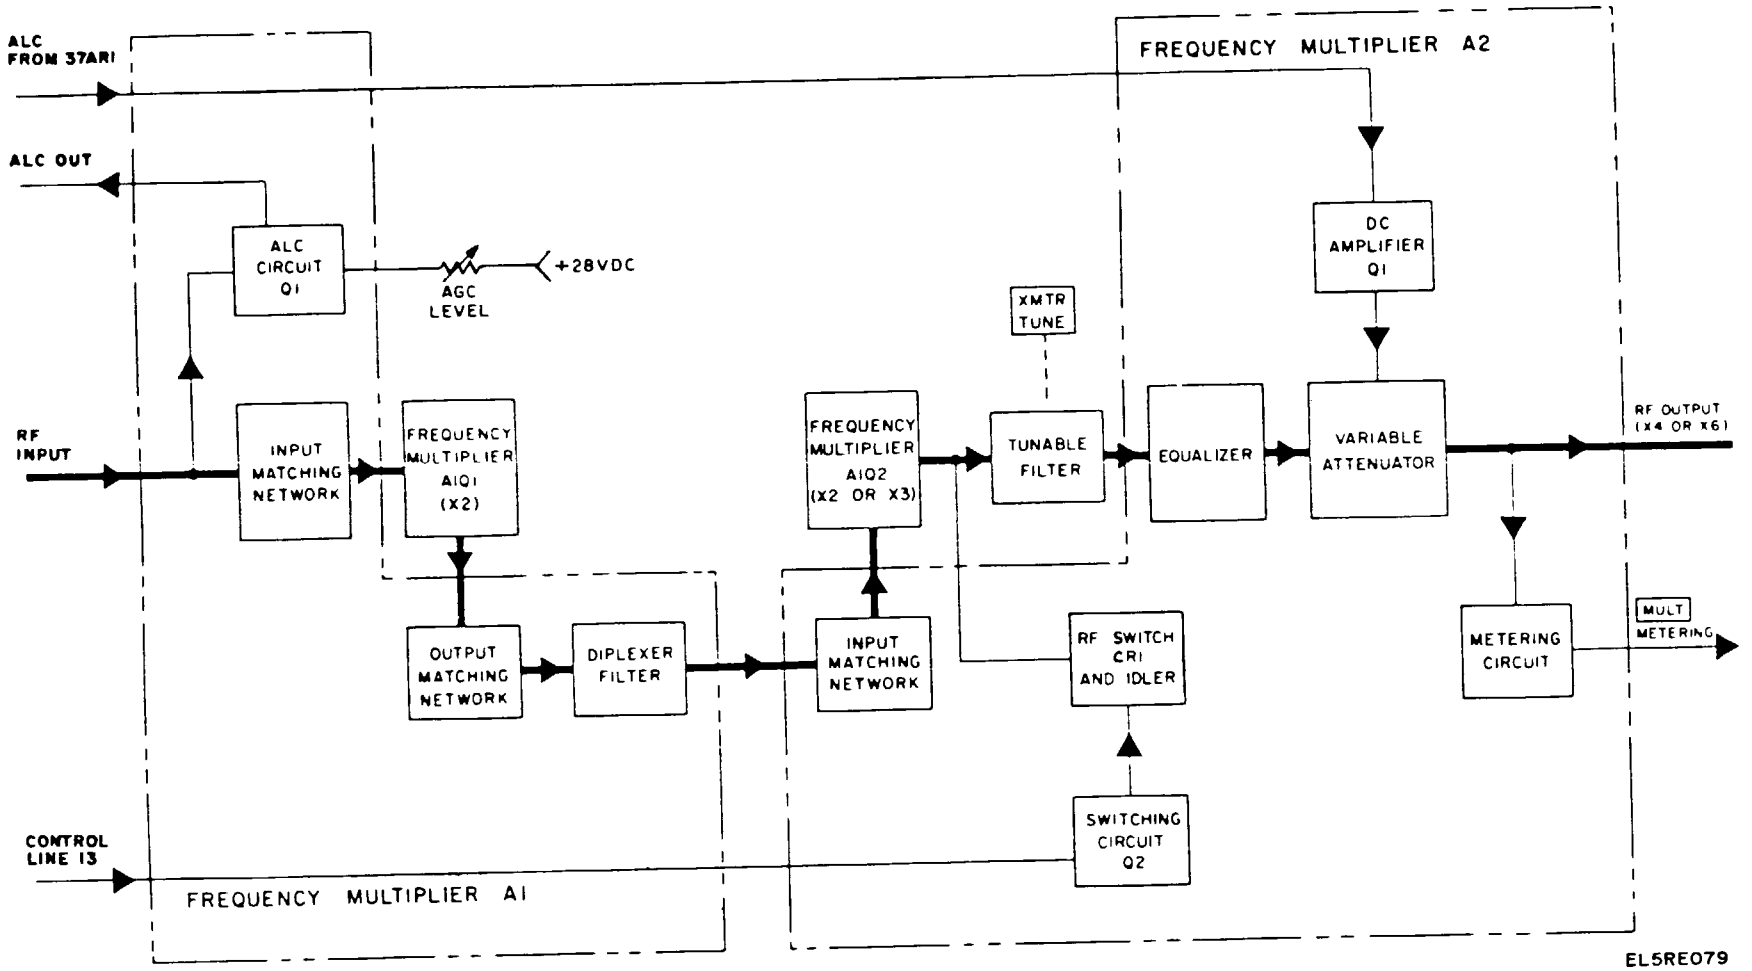 ALC
FROM 37AR1
FREQUENCY MULTIPLIER A2
ALC OUT
ALC
CIRCUIT
Q1
AGC
LEVEL
+28VDC
DC
AMPLIFIER
Q1
XMTR
TUNE
RF
INPUT
INPUT
MATCHING
NETWORK
FREQUENCY
MULTIPLIER
A1Q1
(X2)
FREQUENCY
MULTIPLIER
A1Q2
(X2 OR X3)
TUNABLE
FILTER
EQUALIZER
VARIABLE
ATTENUATOR
RF OUTPUT
(X4 OR X6)
OUTPUT
MATCHING
NETWORK
DIPLEXER
FILTER
INPUT
MATCHING
NETWORK
RF SWITCH
CR1
AND IDLER
METERING
CIRCUIT
MULT
METERING
SWITCHING
CIRCUIT
Q2
CONTROL
LINE 13
FREQUENCY MULTIPLIER A1
EL5RE079